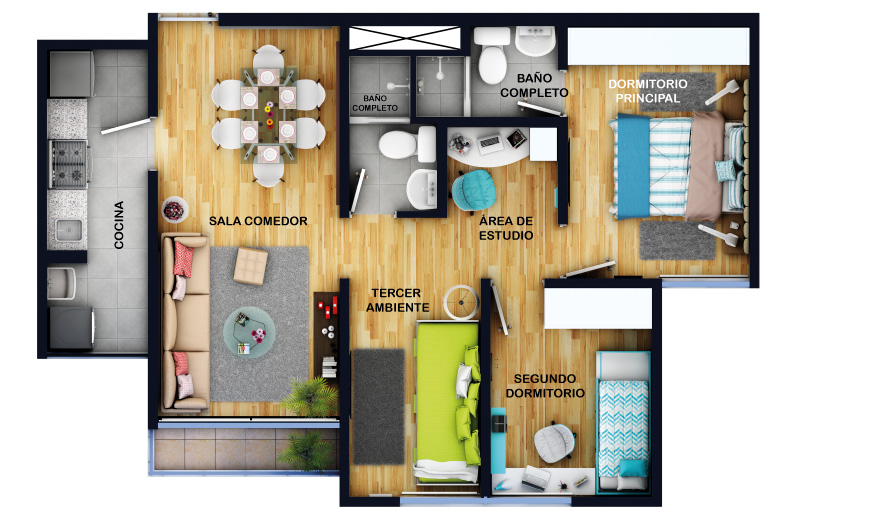 BAÑO
COMPLETO
DORMITORIO
PRINCIPAL
BAÑO
COMPLETO
COCINA
SALA COMEDOR
ÁREA DE
ESTUDIO
TERCER
AMBIENTE
SEGUNDO
DORMITORIO